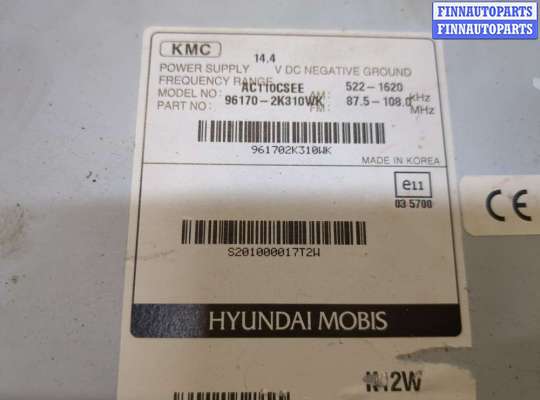 FINNAUTOPARTS
FINNAUTOPARTS
KMC
POWER SUPPLY 14,4 V DC NEGATIVE GROUND
FREQUENCY RANGE
MODEL NO: AC110CSEE AM: 522-1620 KHz
PART NO: 96170-2K310WK FM: 87.5-108.0 MHz
961702K310WK
MADE IN KOREA
e11
03 5700
CE
S201000017T2W
HYUNDAI MOBIS